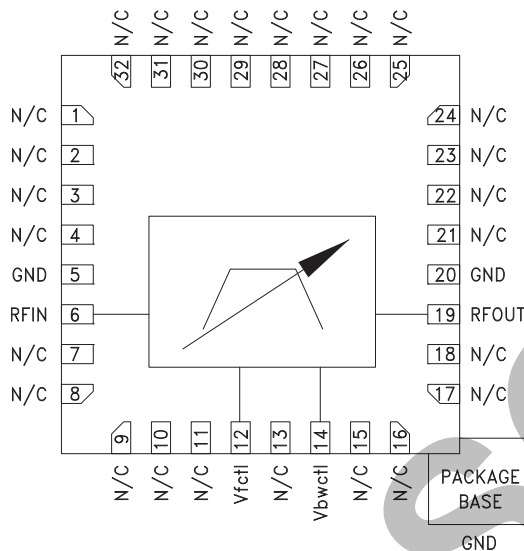 N/C N/C N/C N/C N/C N/C N/C N/C
32 31 30 29 28 27 26 25
N/C 1 24 N/C
N/C 2 23 N/C
N/C 3 22 N/C
N/C 4 21 N/C
GND 5 20 GND
RFIN 6 19 RFOUT
N/C 7 18 N/C
N/C 8 17 N/C
9 10 11 12 13 14 15 16
N/C N/C N/C Vfctl N/C Vbwctl N/C N/C
PACKAGE
BASE
GND